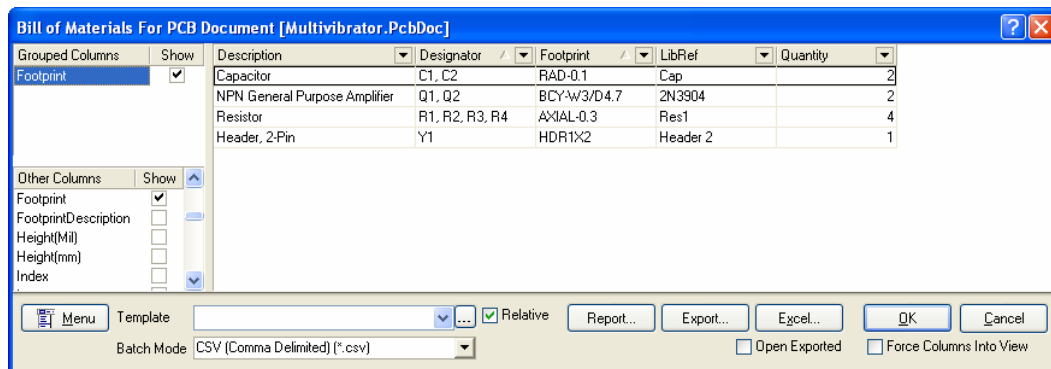 Bill of Materials For PCB Document [Multivibrator.PcbDoc]
Grouped Columns Show
Footprint
Description Designator Footprint LibRef Quantity
Capacitor C1, C2 RAD-0.1 Cap 2
NPN General Purpose Amplifier Q1, Q2 BCY-W3/D4.7 2N3904 2
Resistor R1, R2, R3, R4 AXIAL-0.3 Res1 4
Header, 2-Pin Y1 HDR1X2 Header 2 1
Other Columns Show
Footprint
FootprintDescription
Height(Mil)
Height(mm)
Index
Menu Template ... Relative Report... Export... Excel... OK Cancel
Batch Mode CSV (Comma Delimited) (*.csv) Open Exported Force Columns Into View